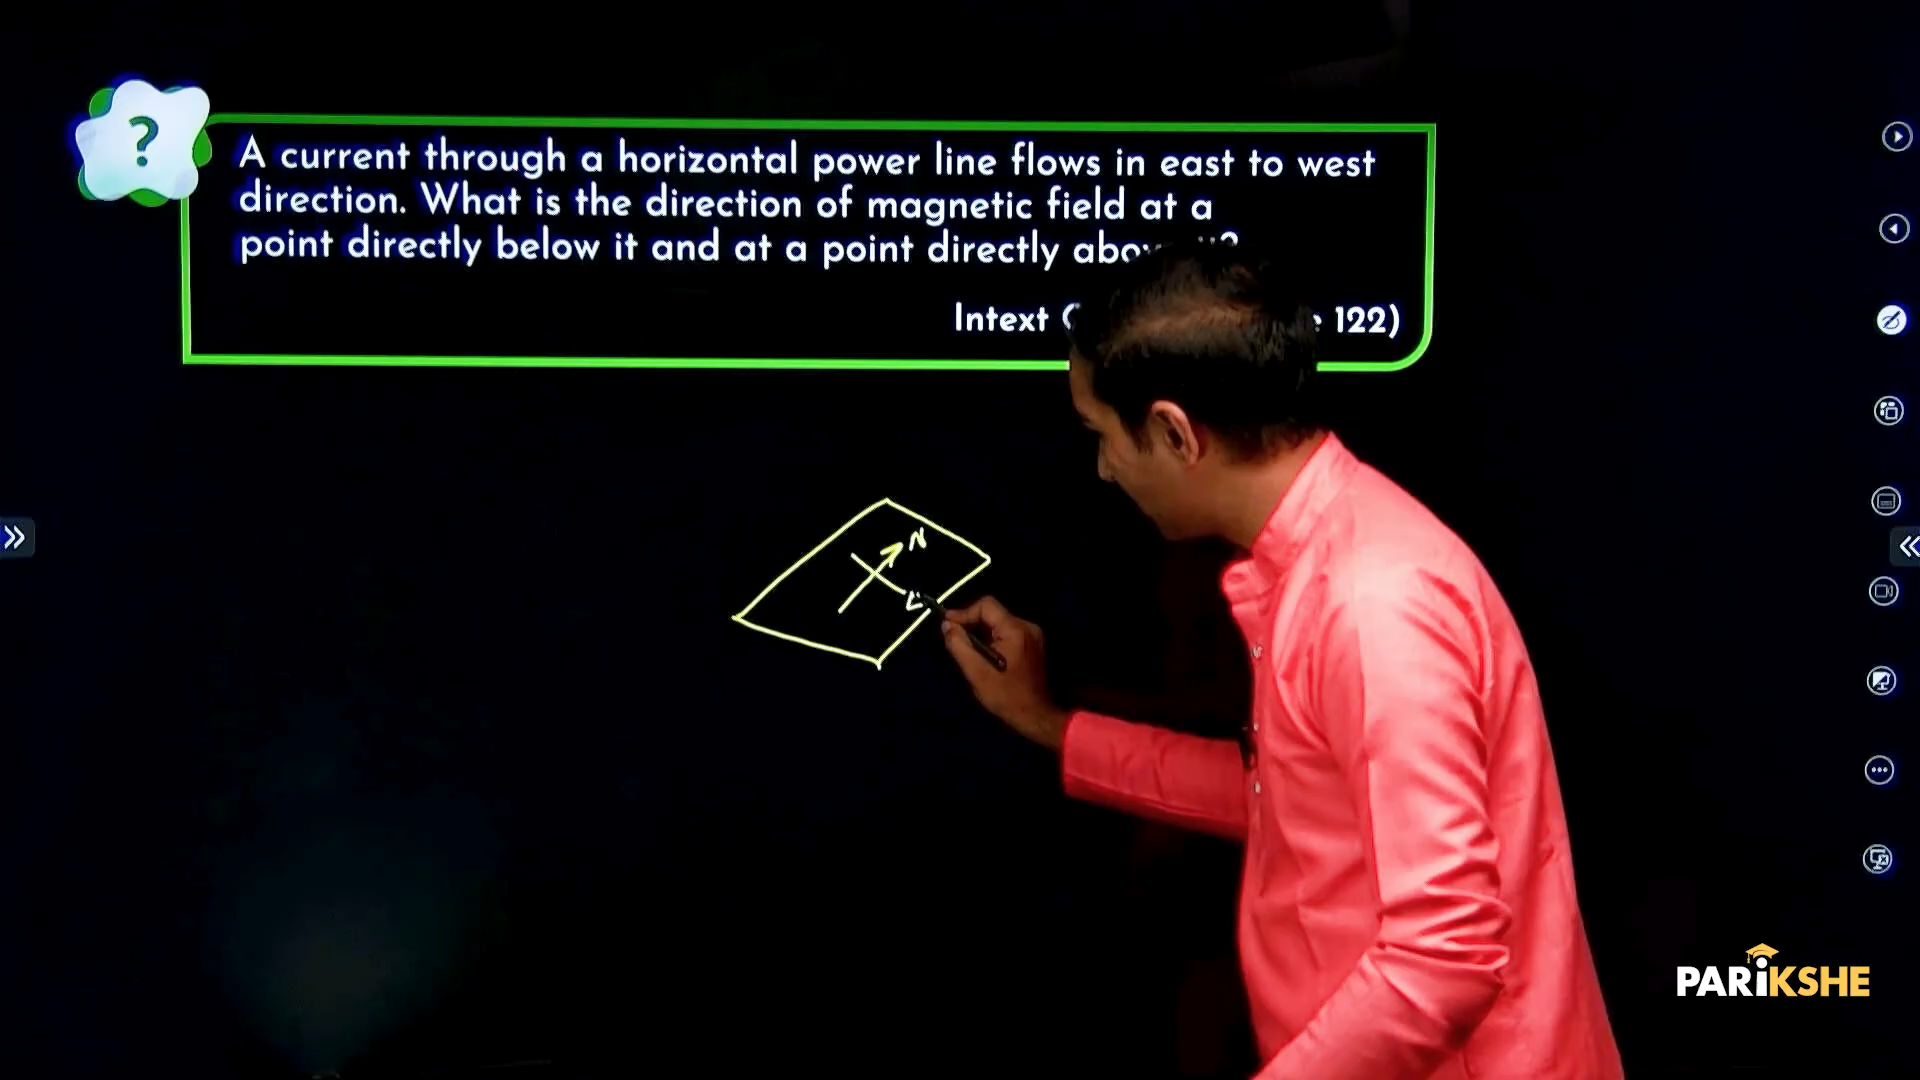 ?
A current through a horizontal power line flows in east to west
direction. What is the direction of magnetic field at a
point directly below it and at a point directly
Intext 122)
N
PARIKSHE